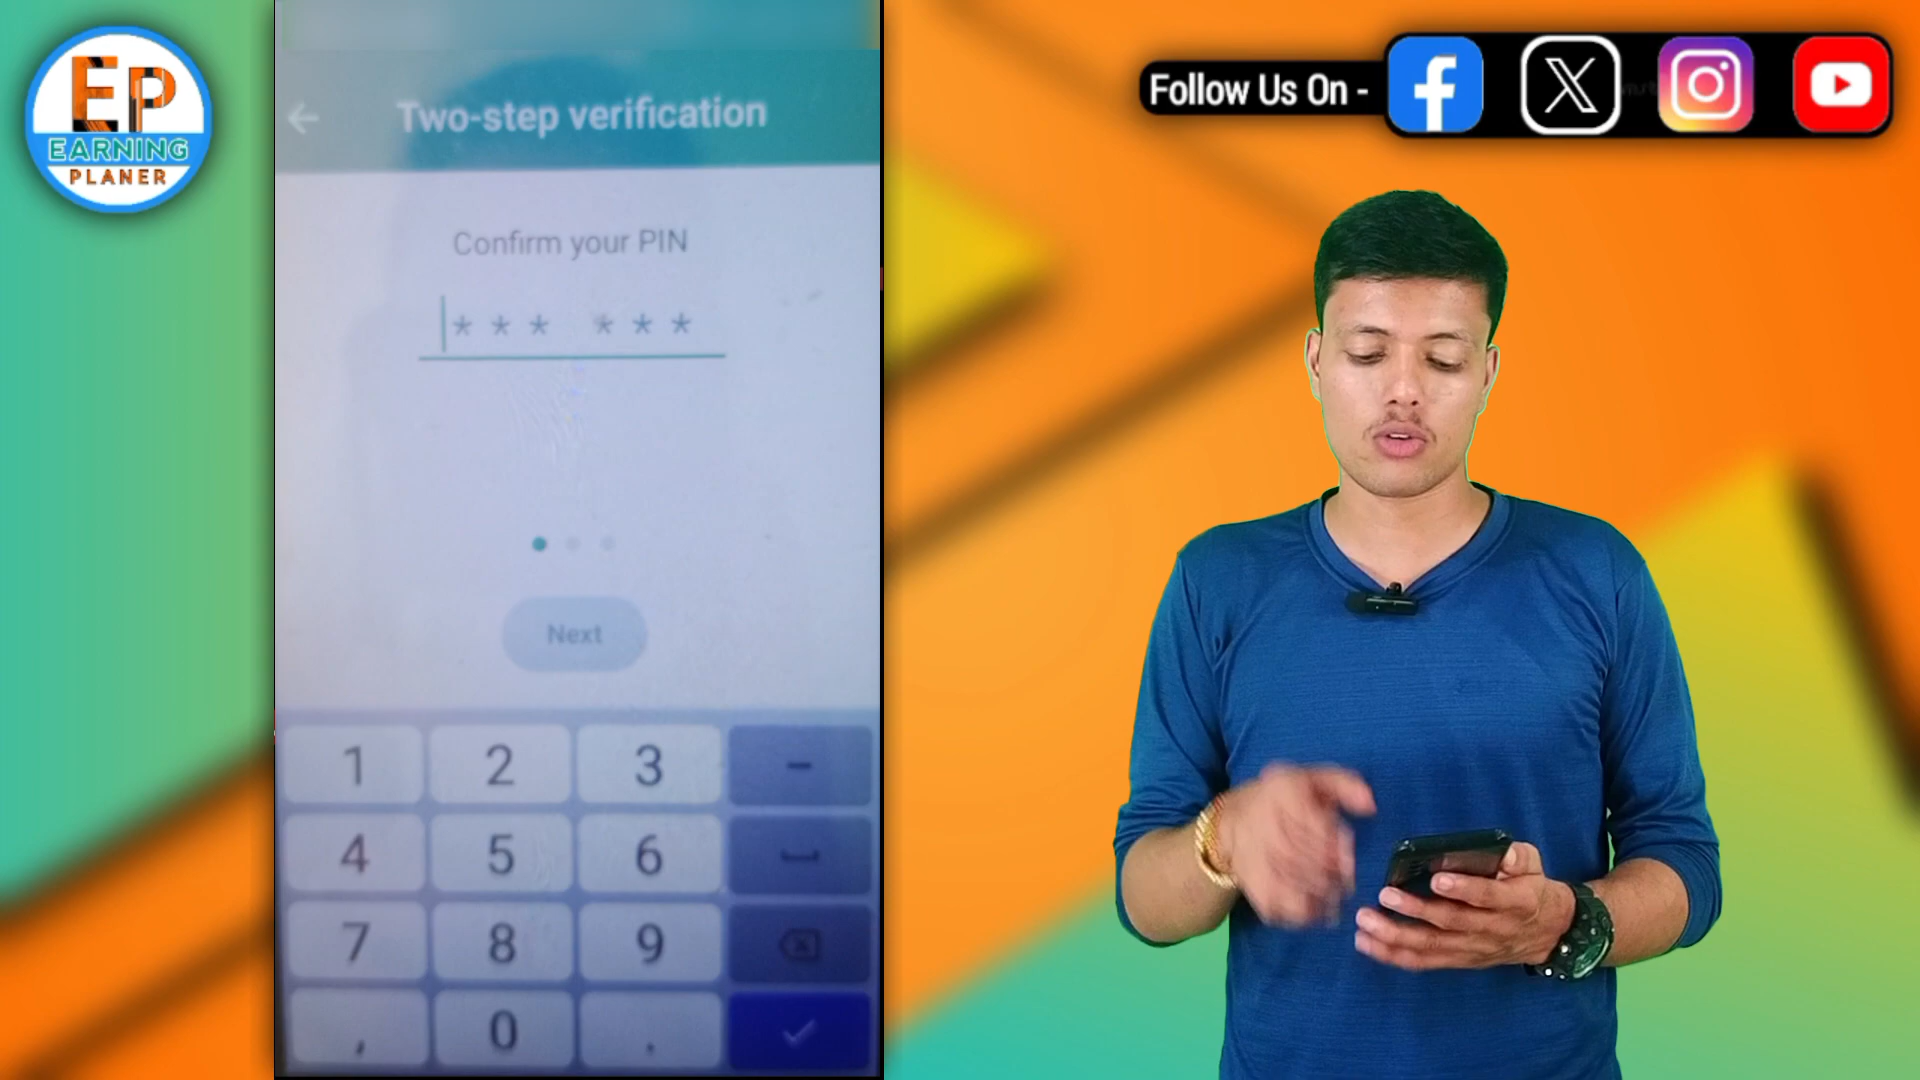 EP
EARNING
PLANER
Two-step verification
Confirm your PIN
*** ***
Next
1 2 3 -
4 5 6
7 8 9
, 0 .
Follow Us On -